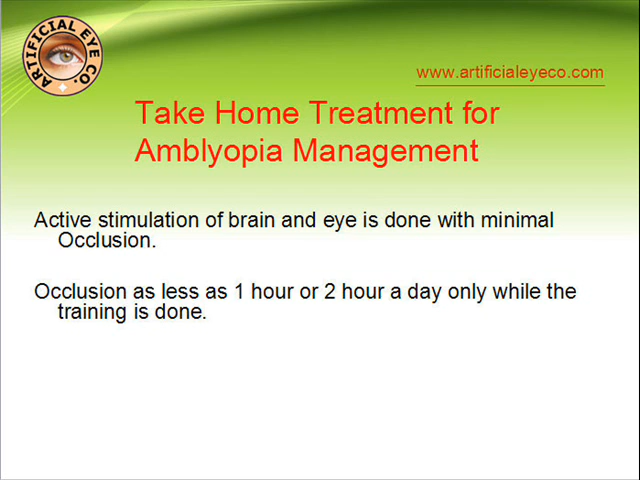 ARTIFICIAL EYE CO.
www.artificialeyeco.com
Take Home Treatment for
Amblyopia Management
Active stimulation of brain and eye is done with minimal
Occlusion.
Occlusion as less as 1 hour or 2 hour a day only while the
training is done.